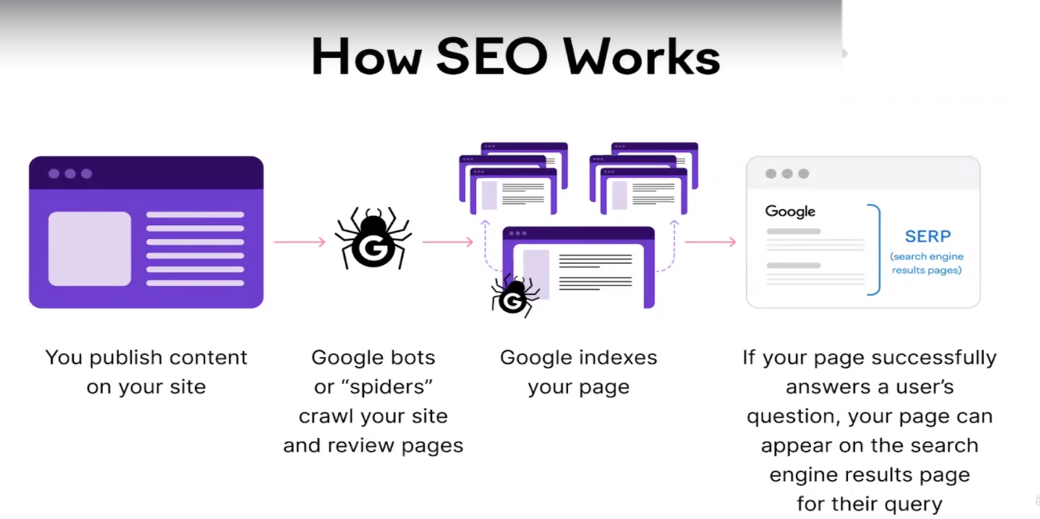 How SEO Works
You publish content
on your site
G
Google bots
or “spiders”
crawl your site
and review pages
G
Google indexes
your page
Google
SERP
(search engine
results pages)
If your page successfully
answers a user’s
question, your page can
appear on the search
engine results page
for their query